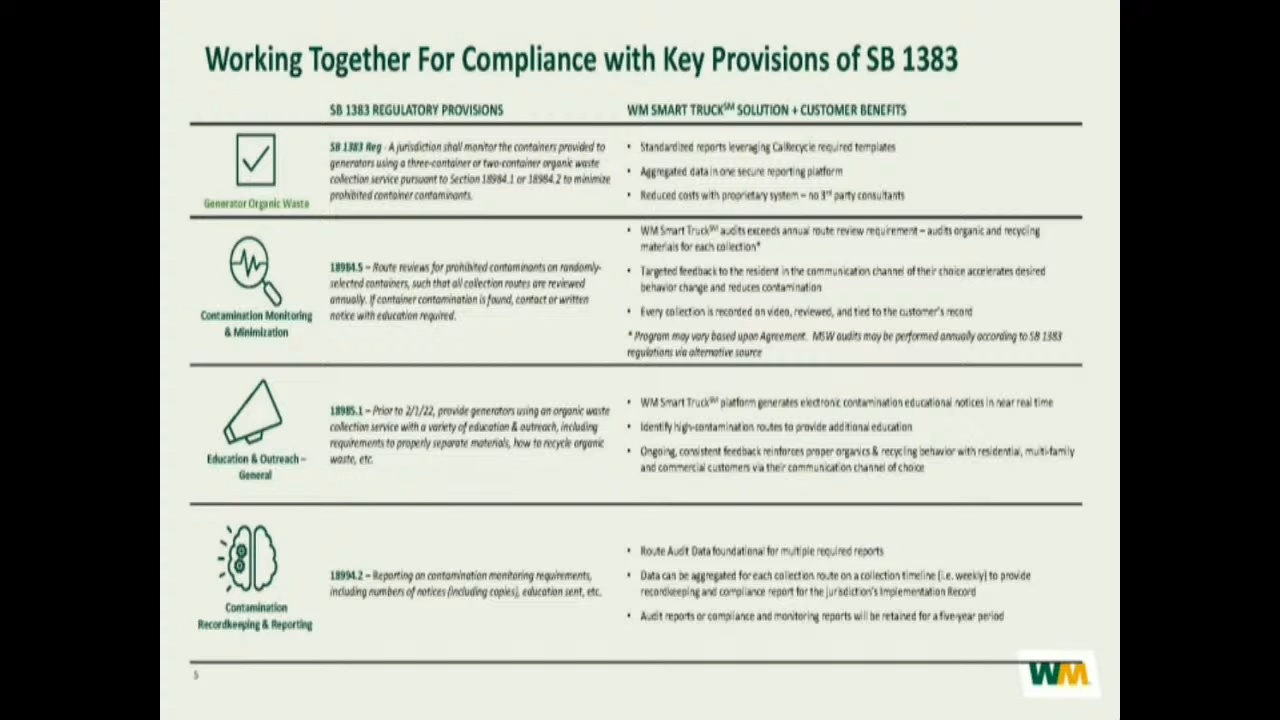 Working Together For Compliance with Key Provisions of SB 1383
SB 1383 REGULATORY PROVISIONS
WM SMART TRUCK℠ SOLUTION + CUSTOMER BENEFITS
Generator Organic Waste
SB 1383 Reg - A jurisdiction shall monitor the containers provided to
generators using a three-container or two-container organic waste
collection service pursuant to Section 18984.1 or 18984.2 to minimize
prohibited container contaminants.
• Standardized reports leveraging CalRecycle required templates
• Aggregated data in one secure reporting platform
• Reduced costs with proprietary system – no 3rd party consultants
Contamination Monitoring
& Minimization
18984.5 – Route reviews for prohibited contaminants on randomly-
selected containers, such that all collection routes are reviewed
annually. If container contamination is found, contact or written
notice with education required.
• WM Smart Truck℠ audits exceeds annual route review requirement – audits organic and recycling
materials for each collection*
• Targeted feedback to the resident in the communication channel of their choice accelerates desired
behavior change and reduces contamination
• Every collection is recorded on video, reviewed, and tied to the customer's record
* Program may vary based upon Agreement. MSW audits may be performed annually according to SB 1383
regulations via alternative source
Education & Outreach –
General
18985.1 – Prior to 2/1/22, provide generators using an organic waste
collection service with a variety of education & outreach, including
requirements to properly separate materials, how to recycle organic
waste, etc.
• WM Smart Truck℠ platform generates electronic contamination educational notices in near real time
• Identify high-contamination routes to provide additional education
• Ongoing, consistent feedback reinforces proper organics & recycling behavior with residential, multi-family
and commercial customers via their communication channel of choice
Contamination
Recordkeeping & Reporting
18994.2 – Reporting on contamination monitoring requirements,
including numbers of notices (including copies), education sent, etc.
• Route Audit Data foundational for multiple required reports
• Data can be aggregated for each collection route on a collection timeline (i.e. weekly) to provide
recordkeeping and compliance report for the jurisdiction's Implementation Record
• Audit reports or compliance and monitoring reports will be retained for a five-year period
5
WM